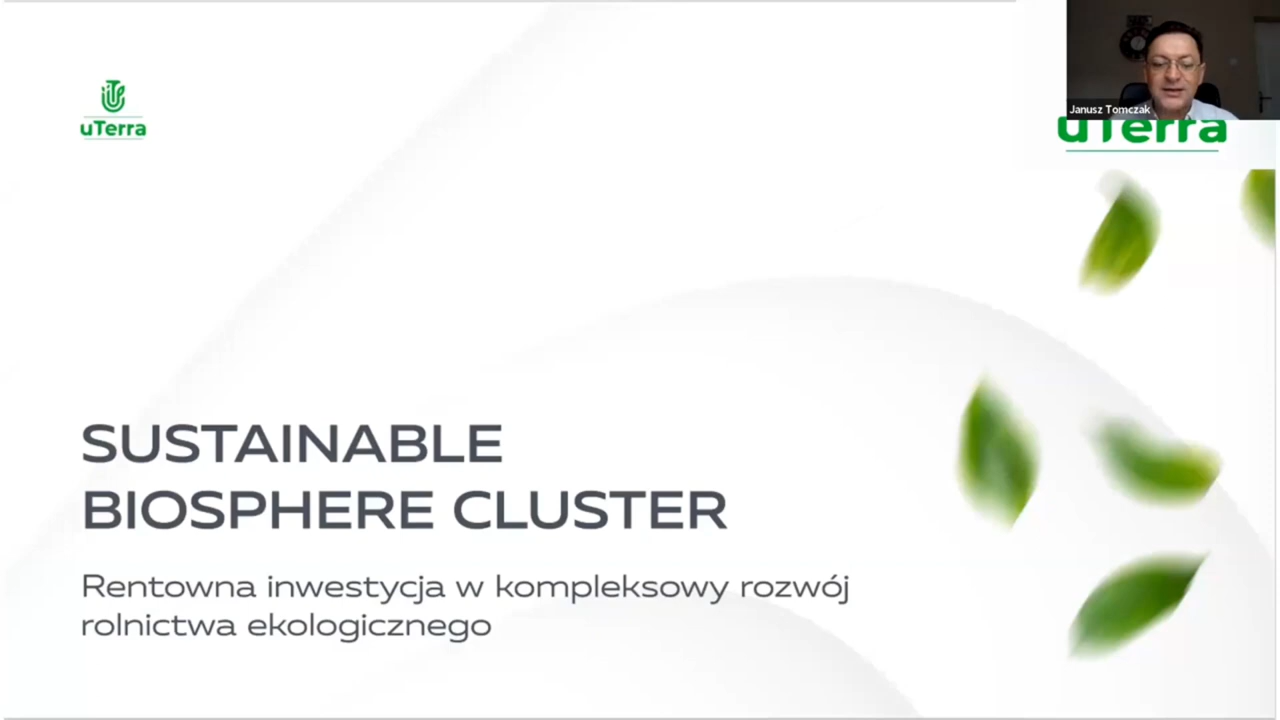 uTerra
Janusz Tomczak
uTerra
SUSTAINABLE
BIOSPHERE CLUSTER
Rentowna inwestycja w kompleksowy rozwój
rolnictwa ekologicznego